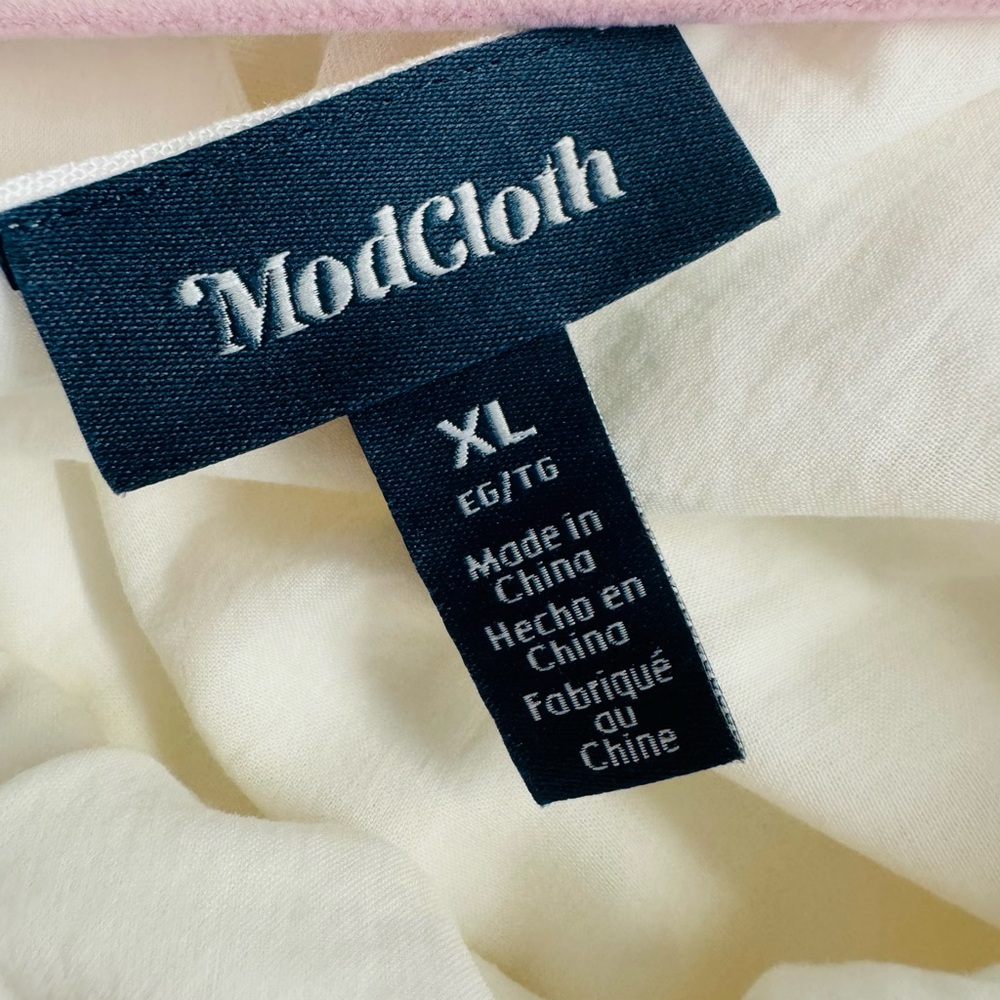 ModCloth
XL
EG/TG
Made in
China
Hecho en
China
Fabriqué
au
Chine